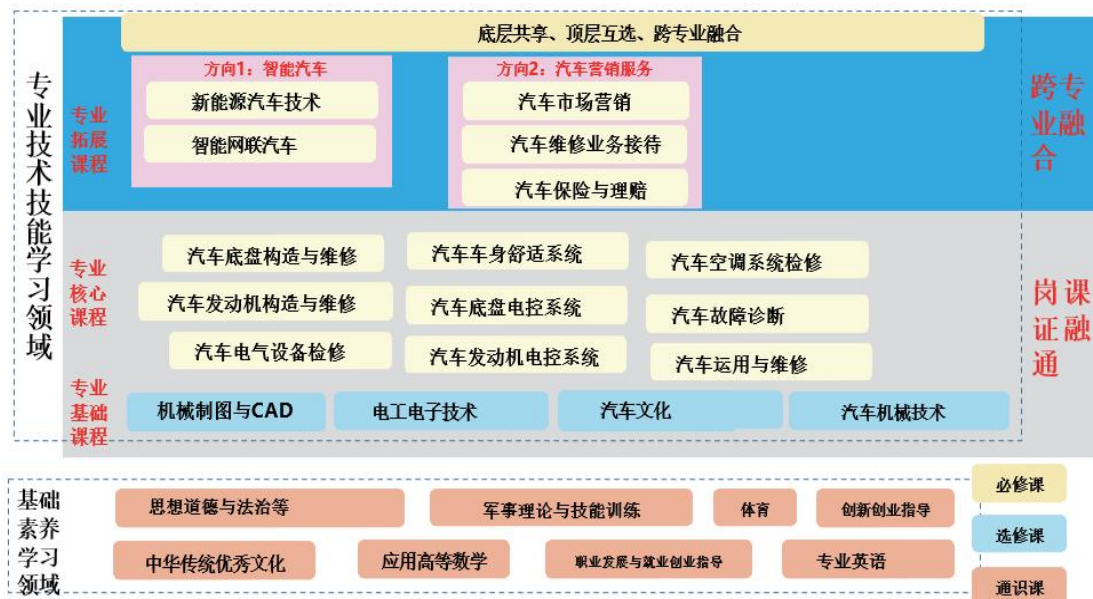 底层共享、顶层互选、跨专业融合
专业技术技能学习领域
专业
拓展
课程
方向1：智能汽车
新能源汽车技术
智能网联汽车
方向2：汽车营销服务
汽车市场营销
汽车维修业务接待
汽车保险与理赔
跨专业融合
专业
核心
课程
汽车底盘构造与维修
汽车车身舒适系统
汽车空调系统检修
汽车发动机构造与维修
汽车底盘电控系统
汽车故障诊断
汽车电气设备检修
汽车发动机电控系统
汽车运用与维修
岗课证融通
专业
基础
课程
机械制图与CAD
电工电子技术
汽车文化
汽车机械技术
基础
素养
学习
领域
思想道德与法治等
军事理论与技能训练
体育
创新创业指导
中华传统优秀文化
应用高等数学
职业发展与就业创业指导
专业英语
必修课
选修课
通识课